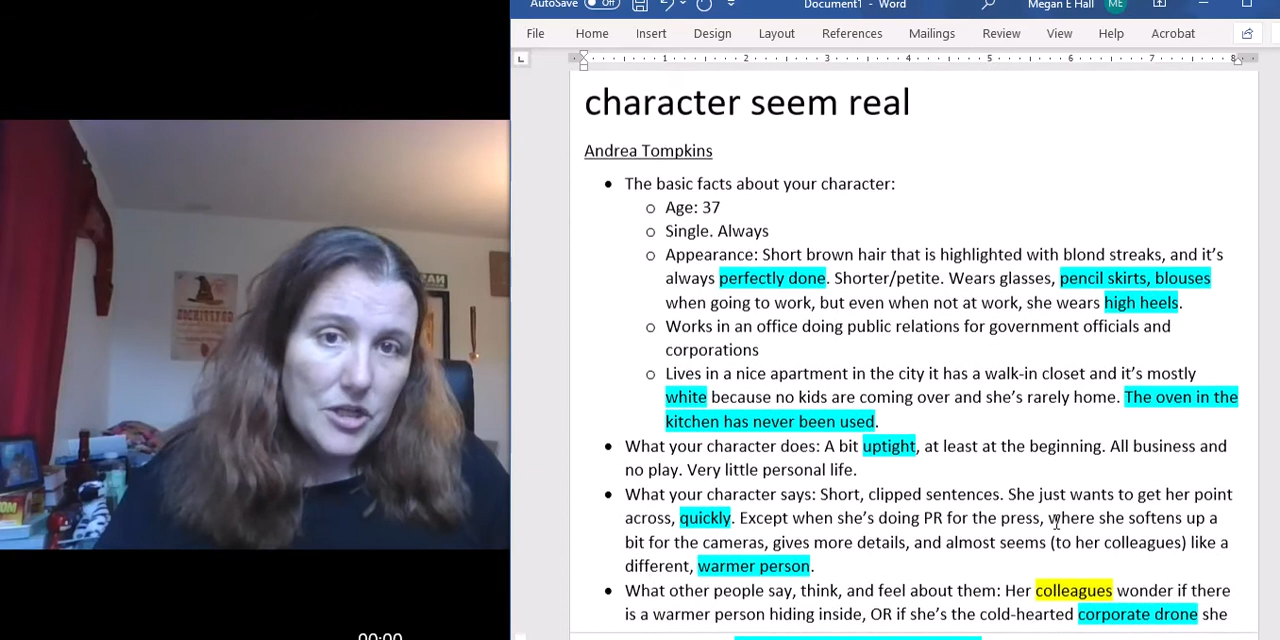 AutoSave Off Document1 - Word Megan E Hall ME
File Home Insert Design Layout References Mailings Review View Help Acrobat
1 2 3 4 5 6 7 8
character seem real
Andrea Tompkins
• The basic facts about your character:
o Age: 37
o Single. Always
o Appearance: Short brown hair that is highlighted with blond streaks, and it’s
always perfectly done. Shorter/petite. Wears glasses, pencil skirts, blouses
when going to work, but even when not at work, she wears high heels.
o Works in an office doing public relations for government officials and
corporations
o Lives in a nice apartment in the city it has a walk-in closet and it’s mostly
white because no kids are coming over and she’s rarely home. The oven in the
kitchen has never been used.
• What your character does: A bit uptight, at least at the beginning. All business and
no play. Very little personal life.
• What your character says: Short, clipped sentences. She just wants to get her point
across, quickly. Except when she’s doing PR for the press, where she softens up a
bit for the cameras, gives more details, and almost seems (to her colleagues) like a
different, warmer person.
• What other people say, think, and feel about them: Her colleagues wonder if there
is a warmer person hiding inside, OR if she’s the cold-hearted corporate drone she
00:00